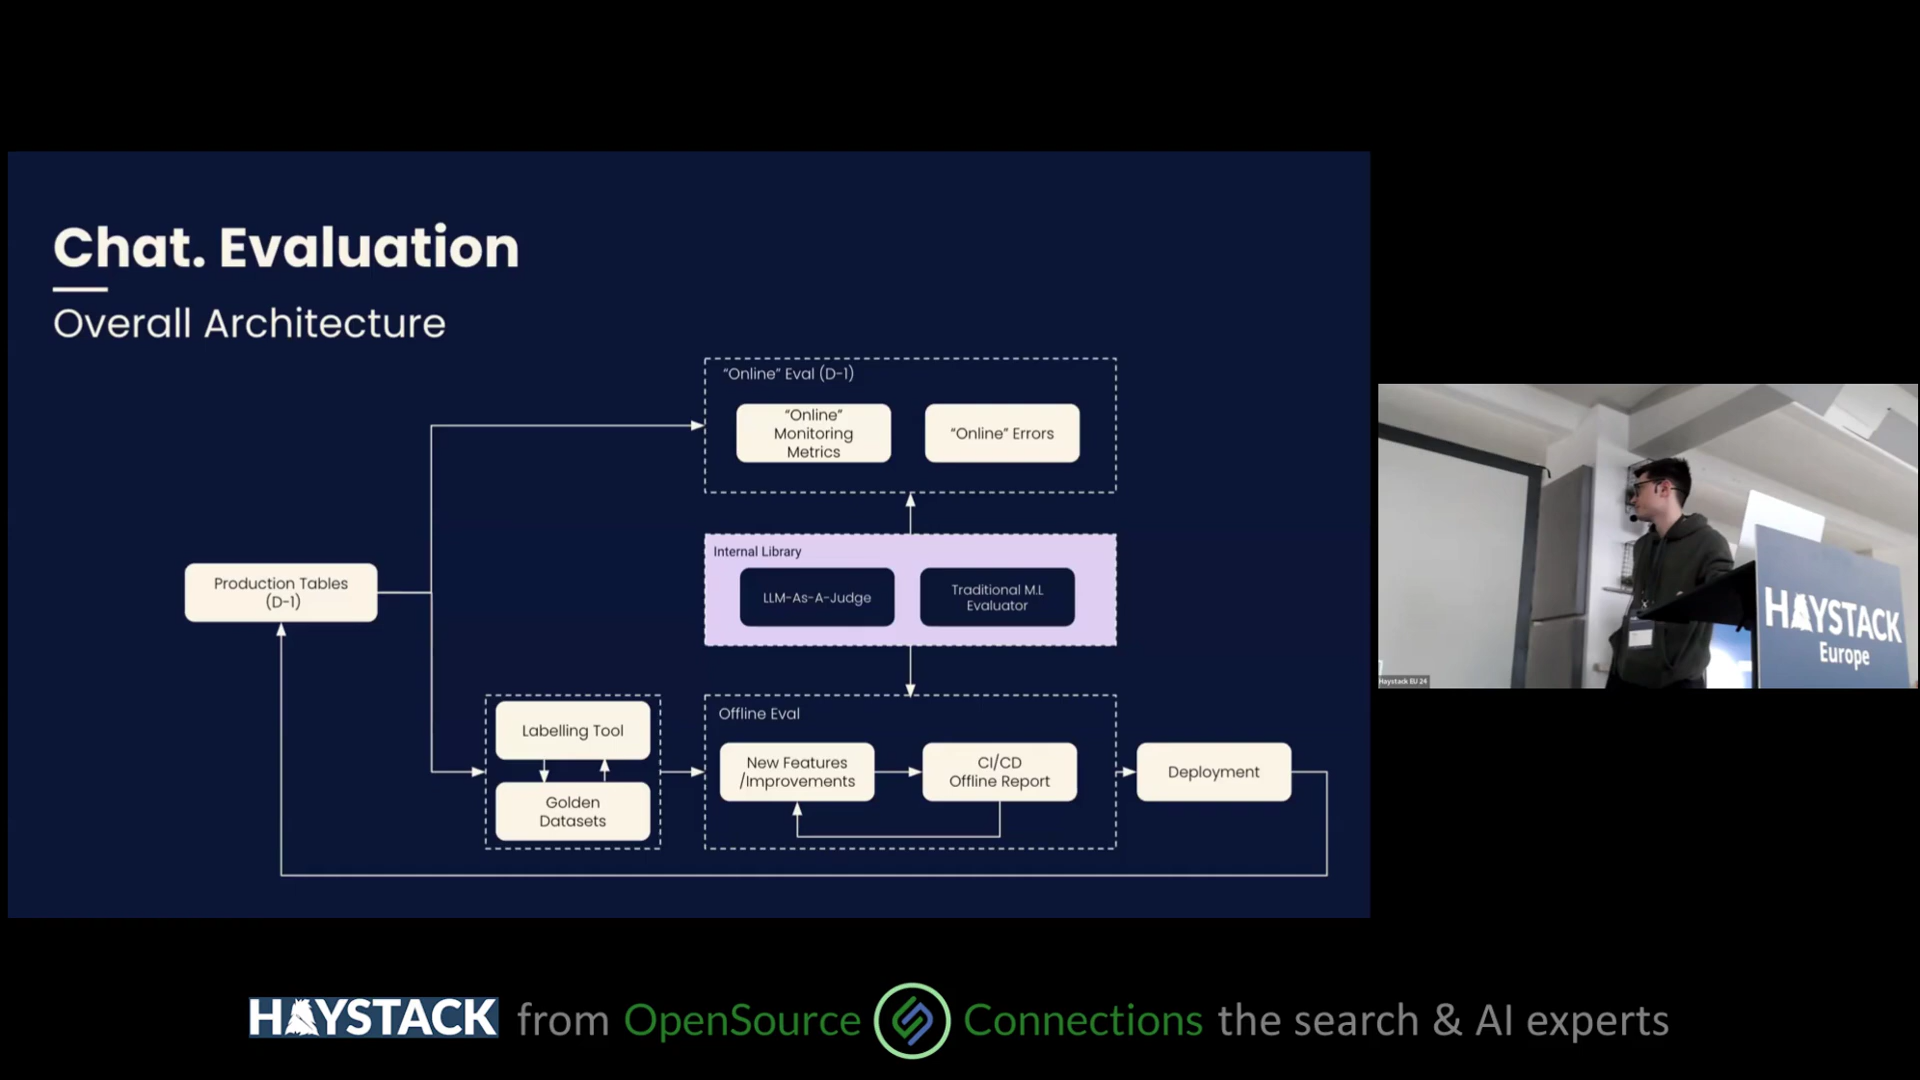 Chat. Evaluation
Overall Architecture
“Online” Eval (D-1)
“Online”
Monitoring
Metrics
“Online” Errors
Internal Library
LLM-As-A-Judge
Traditional M.L
Evaluator
Production Tables
(D-1)
Labelling Tool
Golden
Datasets
Offline Eval
New Features
/Improvements
CI/CD
Offline Report
Deployment
HAYSTACK
Europe
Haystack EU 24
HAYSTACK from OpenSource Connections the search & AI experts